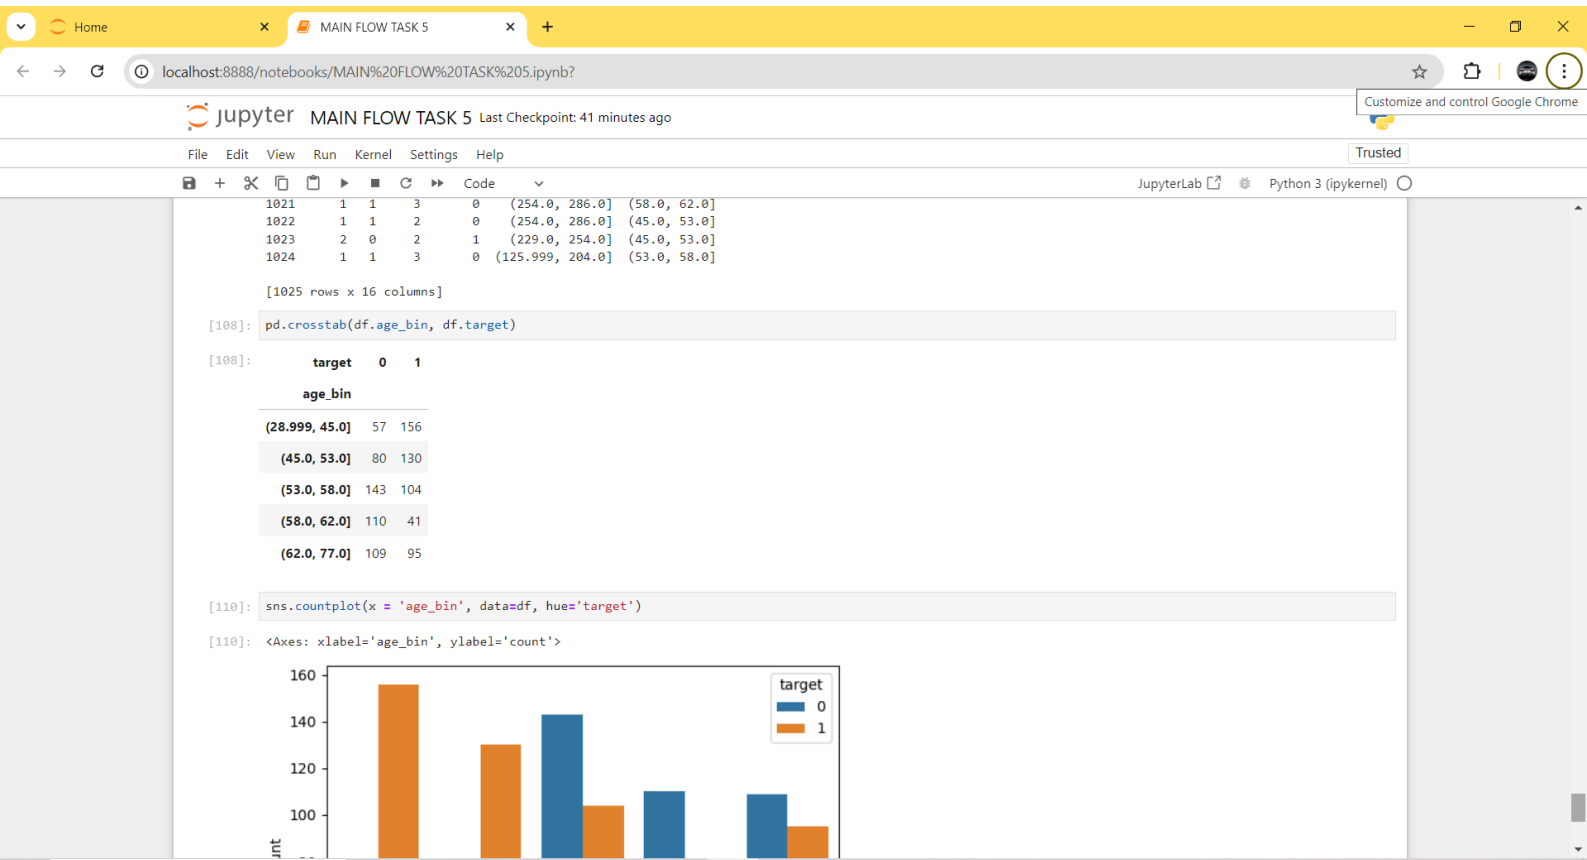 Home
MAIN FLOW TASK 5
localhost:8888/notebooks/MAIN%20FLOW%20TASK%205.ipynb?
Customize and control Google Chrome
jupyter MAIN FLOW TASK 5 Last Checkpoint: 41 minutes ago
File Edit View Run Kernel Settings Help
Trusted
Code
JupyterLab
Python 3 (ipykernel)
1021 1 1 3 0 (254.0, 286.0] (58.0, 62.0]
1022 1 1 2 0 (254.0, 286.0] (45.0, 53.0]
1023 2 0 2 1 (229.0, 254.0] (45.0, 53.0]
1024 1 1 3 0 (125.999, 204.0] (53.0, 58.0]
[1025 rows x 16 columns]
[108]: pd.crosstab(df.age_bin, df.target)
[108]: target 0 1
age_bin
(28.999, 45.0] 57 156
(45.0, 53.0] 80 130
(53.0, 58.0] 143 104
(58.0, 62.0] 110 41
(62.0, 77.0] 109 95
[110]: sns.countplot(x = 'age_bin', data=df, hue='target')
[110]: <Axes: xlabel='age_bin', ylabel='count'>
160
140
120
100
target
0
1